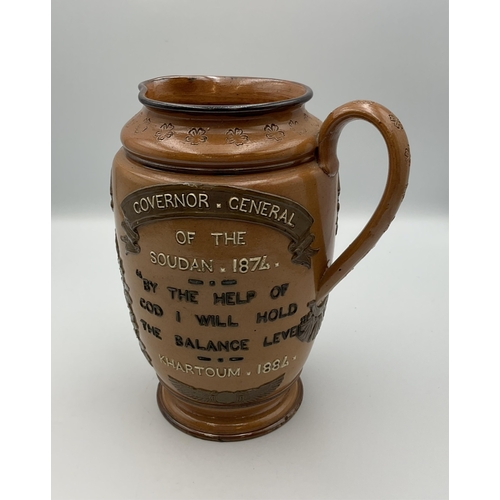 GOVERNOR . GENERAL
OF THE
SOUDAN . 1874 .
"BY THE HELP OF
GOD I WILL HOLD
THE BALANCE LEVEL
KHARTOUM . 1884 .